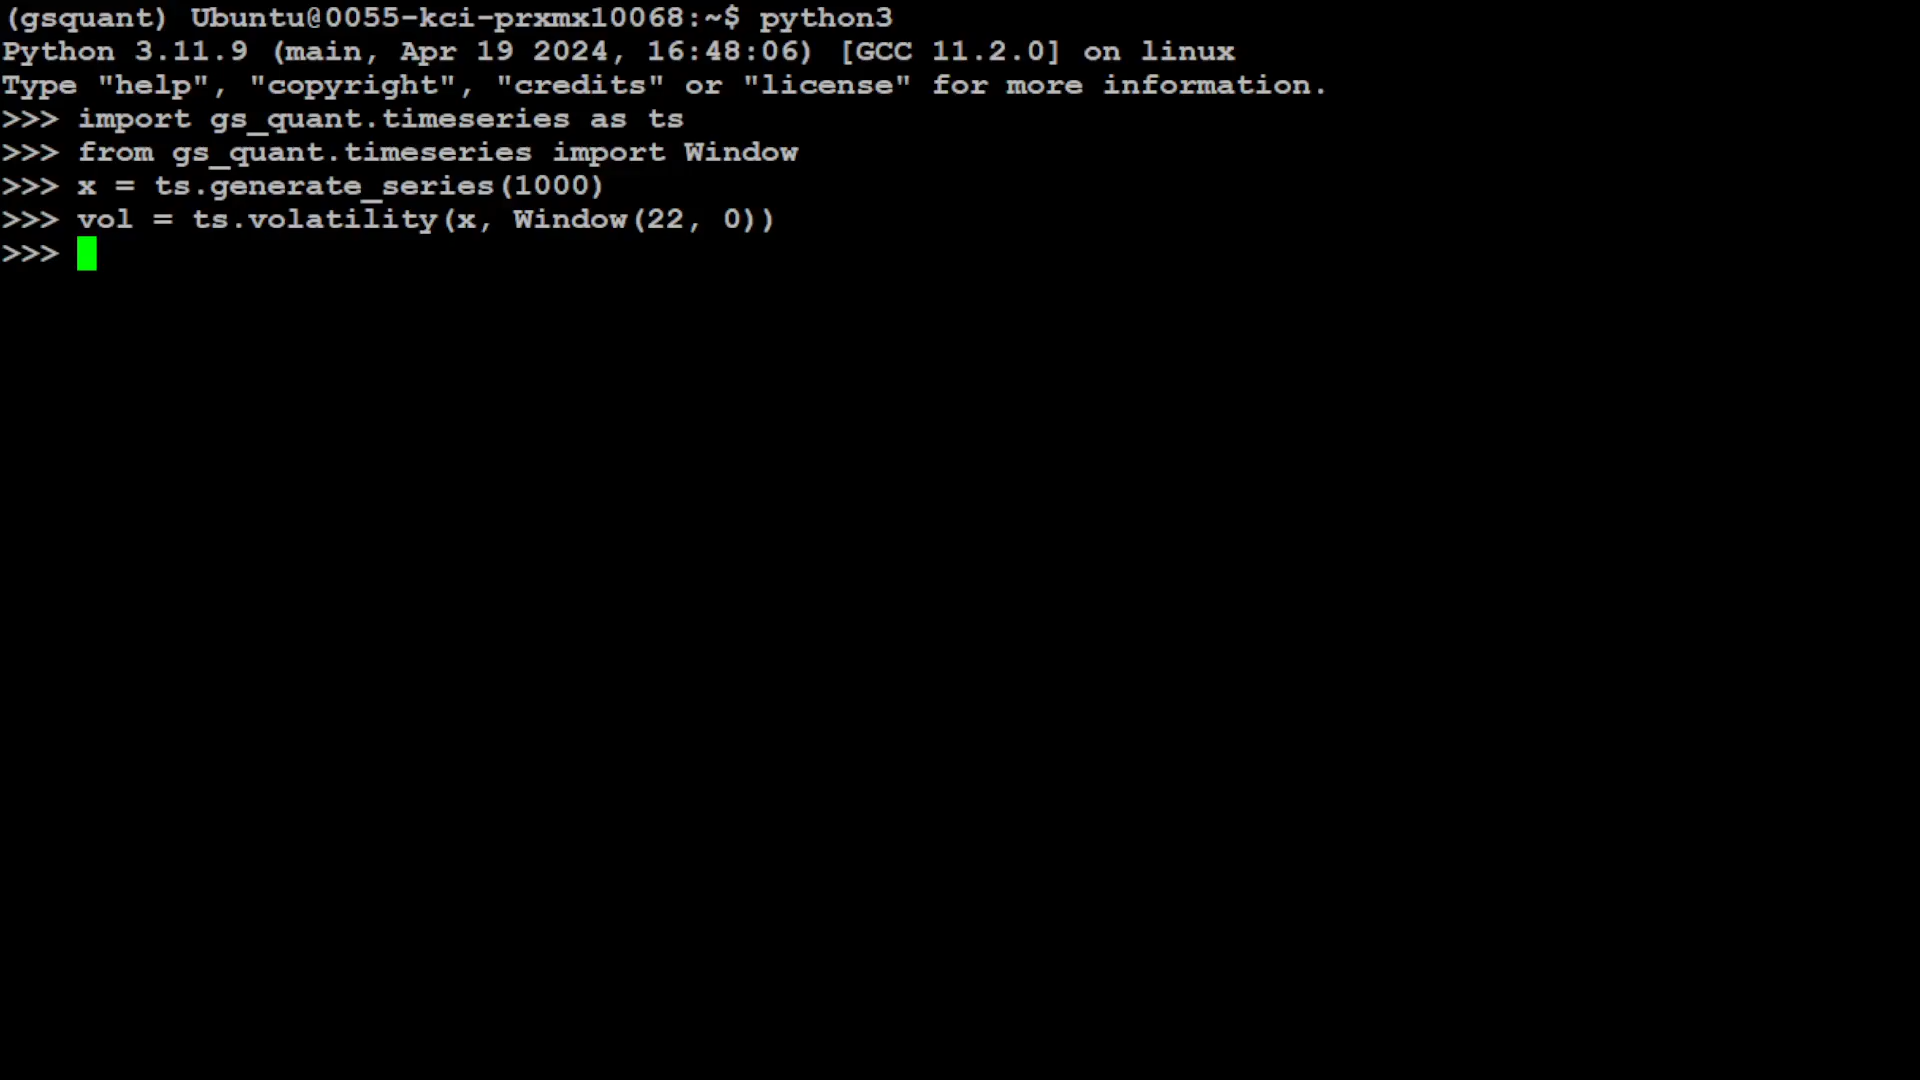 (gsquant) Ubuntu@0055-kci-prxmx10068:~$ python3
Python 3.11.9 (main, Apr 19 2024, 16:48:06) [GCC 11.2.0] on linux
Type "help", "copyright", "credits" or "license" for more information.
>>> import gs_quant.timeseries as ts
>>> from gs_quant.timeseries import Window
>>> x = ts.generate_series(1000)
>>> vol = ts.volatility(x, Window(22, 0))
>>>